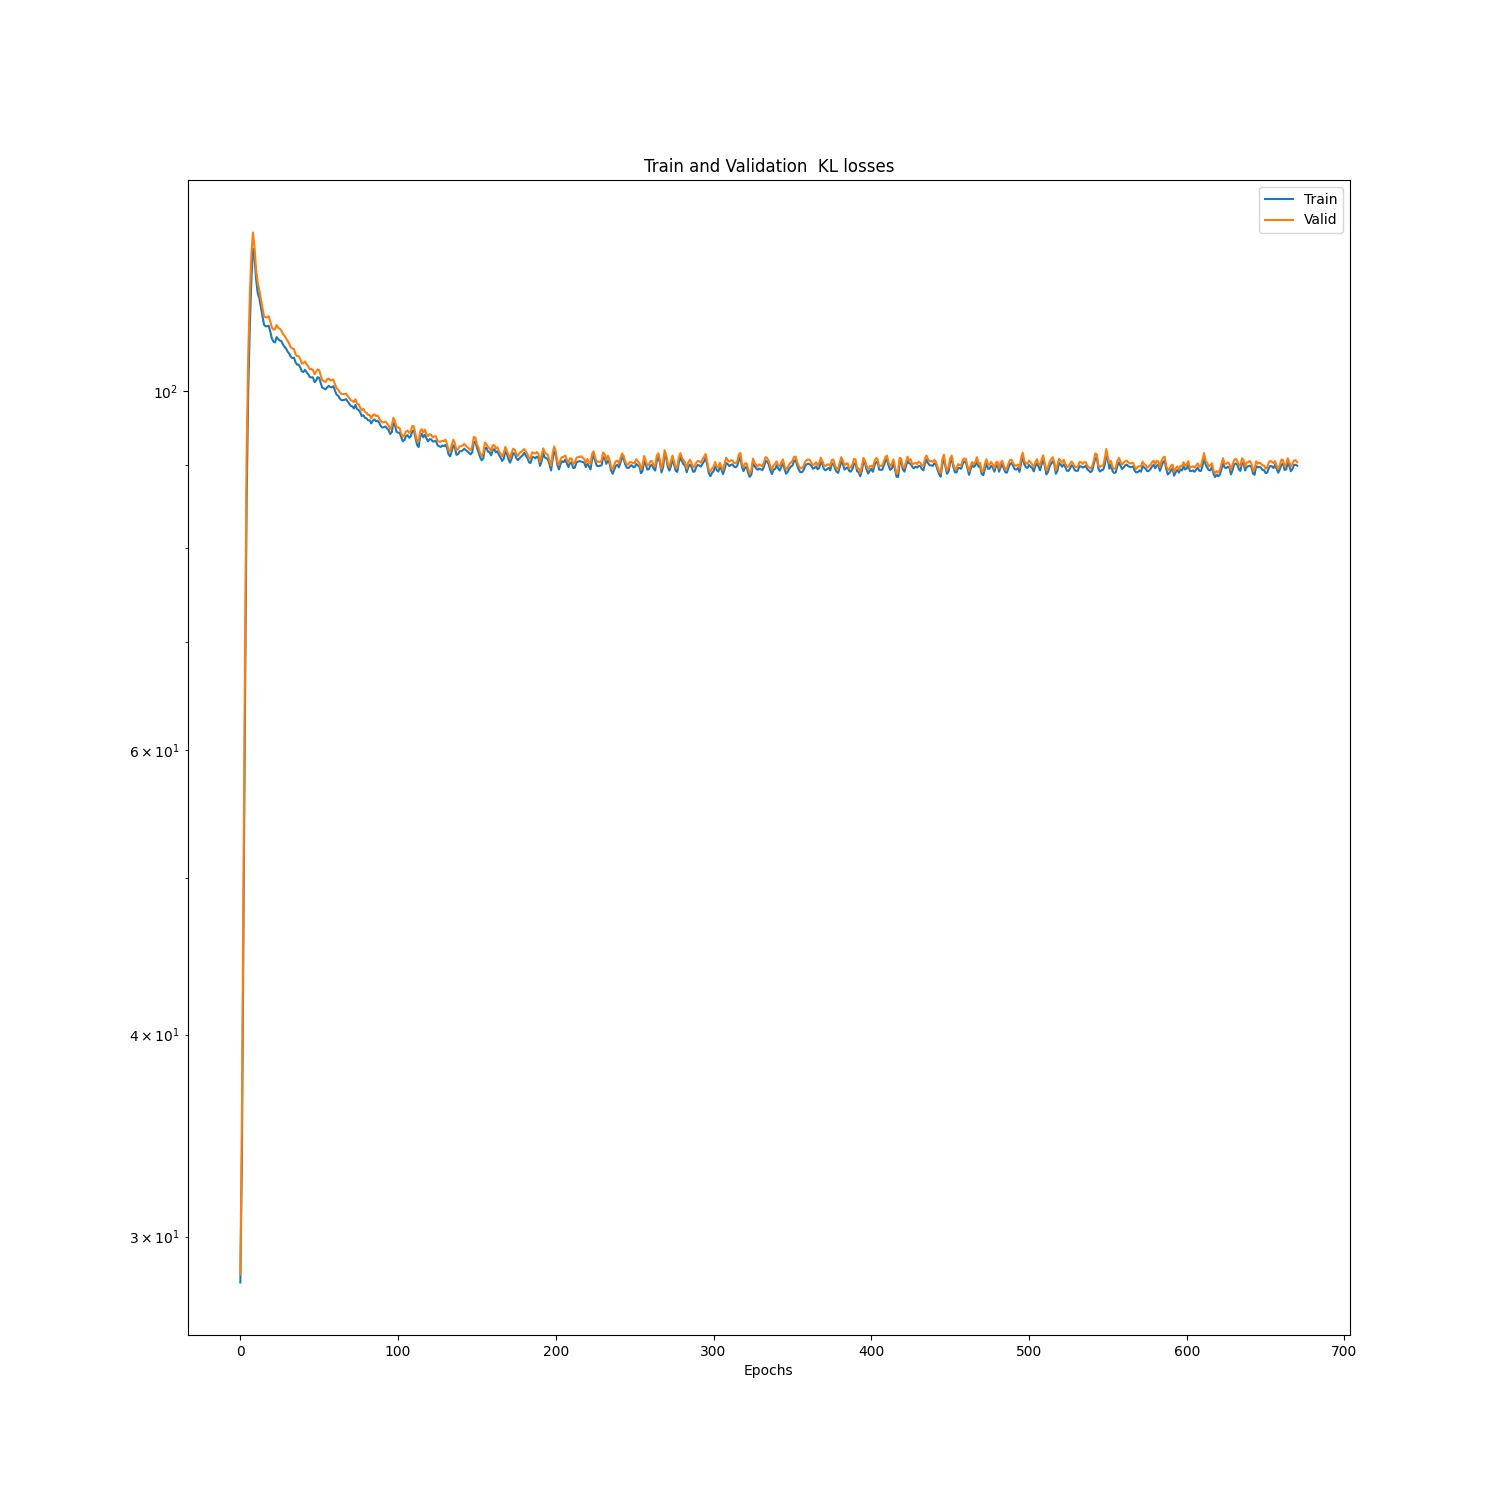 Train and Validation  KL losses
Train
Valid
10²
6 × 10¹
4 × 10¹
3 × 10¹
0 100 200 300 400 500 600 700
Epochs